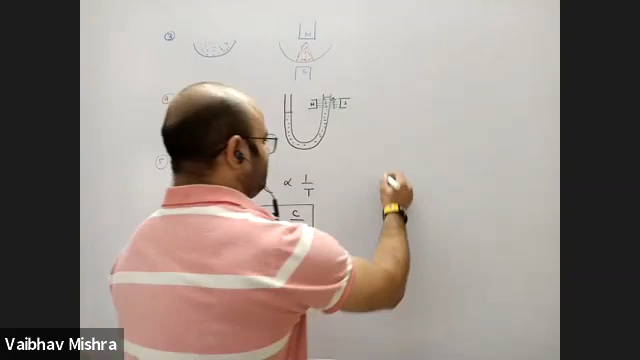 ③
N
④
N
⑤
∝ 1/T
C
Vaibhav Mishra